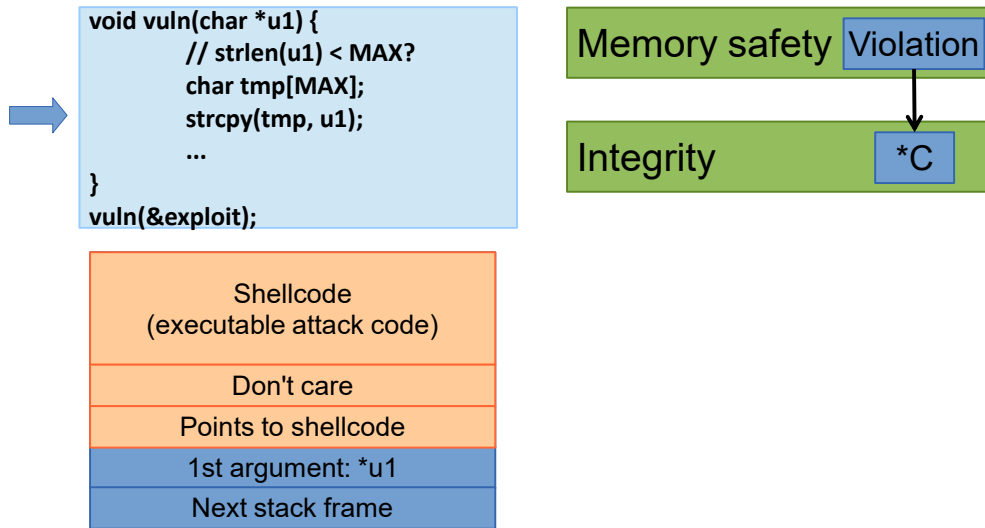 void vuln(char *u1) {
// strlen(u1) < MAX?
char tmp[MAX];
strcpy(tmp, u1);
...
}
vuln(&exploit);
Memory safety Violation
Integrity *C
Shellcode
(executable attack code)
Don't care
Points to shellcode
1st argument: *u1
Next stack frame